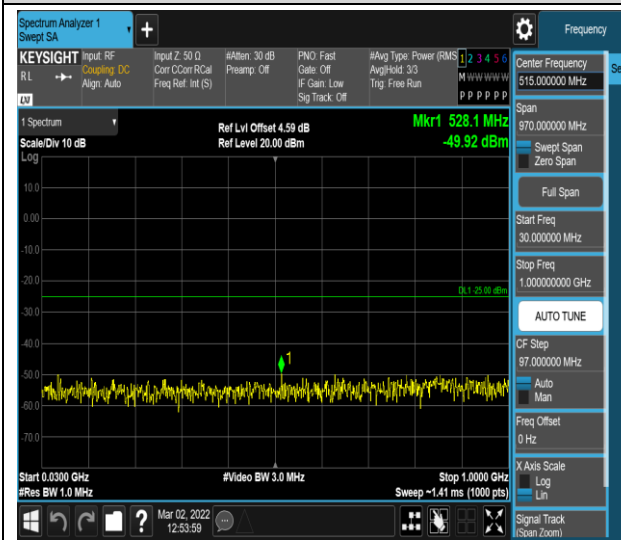 Spectrum Analyzer 1
Swept SA
+
Frequency
KEYSIGHT
RL
LXI
Input: RF
Coupling: DC
Align: Auto
Input Z: 50 Ω
Corr CCorr RCal
Freq Ref: Int (S)
#Atten: 30 dB
Preamp: Off
PNO: Fast
Gate: Off
IF Gain: Low
Sig Track: Off
#Avg Type: Power (RMS
Avg|Hold: 3/3
Trig: Free Run
1 2 3 4 5 6
M W W W W W
P P P P P P
Center Frequency
515.000000 MHz
Se
Span
970.000000 MHz
Swept Span
Zero Span
Full Span
Start Freq
30.000000 MHz
Stop Freq
1.000000000 GHz
AUTO TUNE
CF Step
97.000000 MHz
Auto
Man
Freq Offset
0 Hz
X Axis Scale
Log
Lin
Signal Track
(Span Zoom)
1 Spectrum
Scale/Div 10 dB
Log
Ref Lvl Offset 4.59 dB
Ref Level 20.00 dBm
Mkr1 528.1 MHz
-49.92 dBm
10.0
0.00
-10.0
-20.0
DL1 -25.00 dBm
-30.0
-40.0
1
-50.0
-60.0
-70.0
Start 0.0300 GHz
#Res BW 1.0 MHz
#Video BW 3.0 MHz
Stop 1.0000 GHz
Sweep ~1.41 ms (1000 pts)
?
Mar 02, 2022
12:53:59